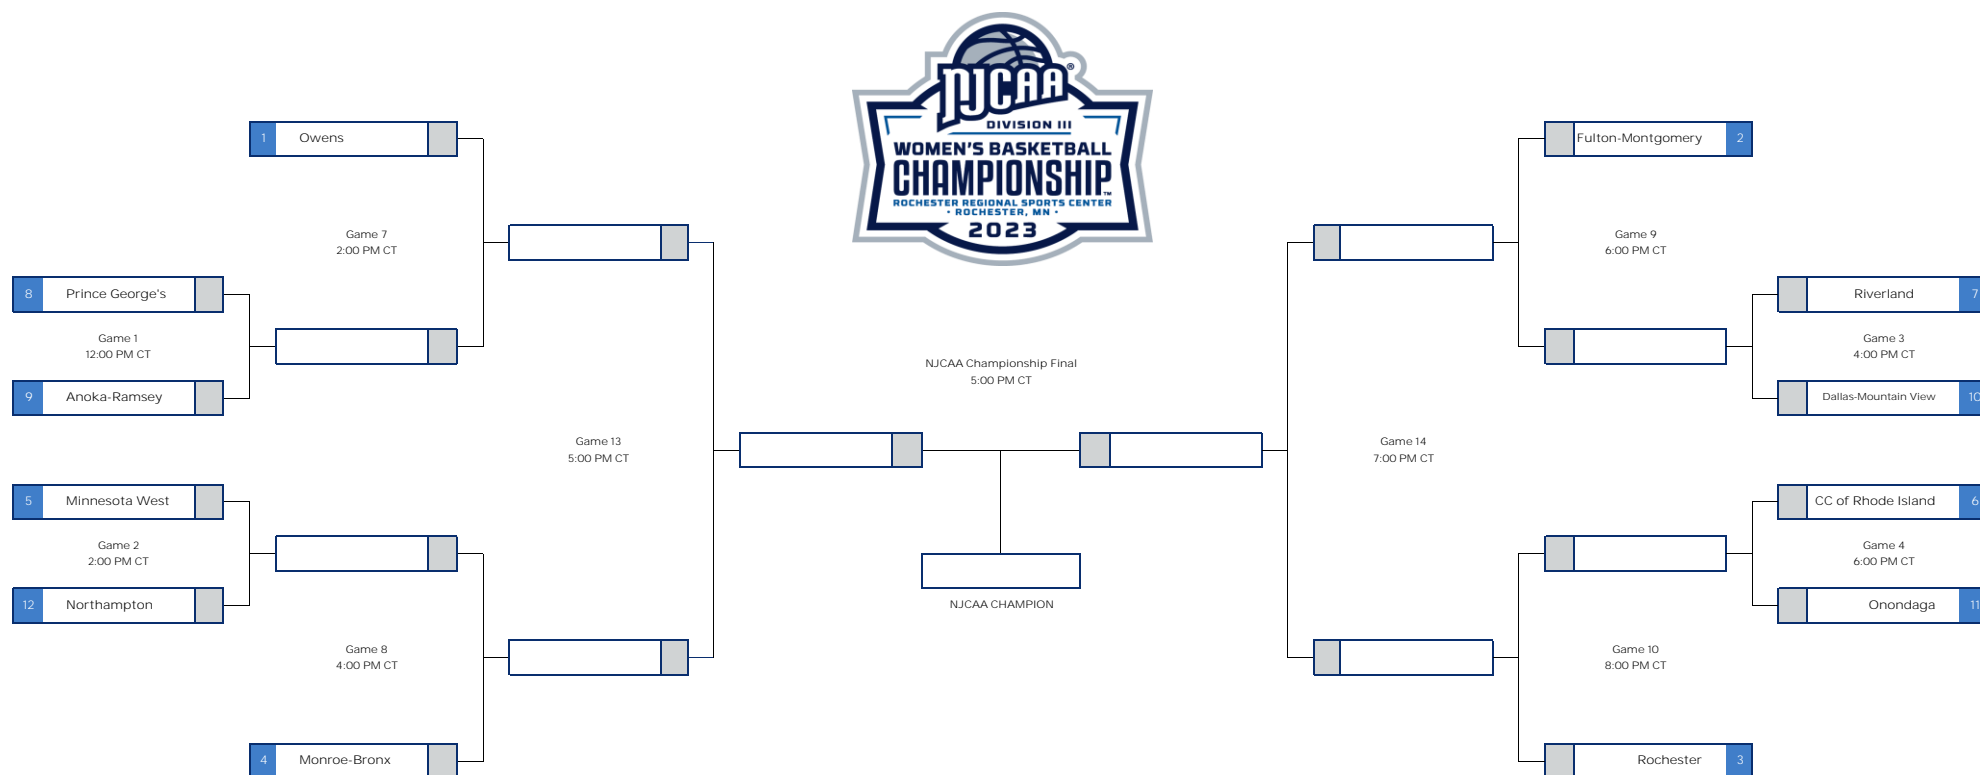 NJCAA®
DIVISION III
WOMEN'S BASKETBALL
CHAMPIONSHIP™
ROCHESTER REGIONAL SPORTS CENTER
• ROCHESTER, MN •
2023
1 Owens
Game 7
2:00 PM CT
8 Prince George's
Game 1
12:00 PM CT
9 Anoka-Ramsey
5 Minnesota West
Game 2
2:00 PM CT
12 Northampton
Game 8
4:00 PM CT
4 Monroe-Bronx
Game 13
5:00 PM CT
NJCAA Championship Final
5:00 PM CT
NJCAA CHAMPION
Game 14
7:00 PM CT
Fulton-Montgomery 2
Game 9
6:00 PM CT
Riverland 7
Game 3
4:00 PM CT
Dallas-Mountain View 10
CC of Rhode Island 6
Game 4
6:00 PM CT
Onondaga 11
Game 10
8:00 PM CT
Rochester 3